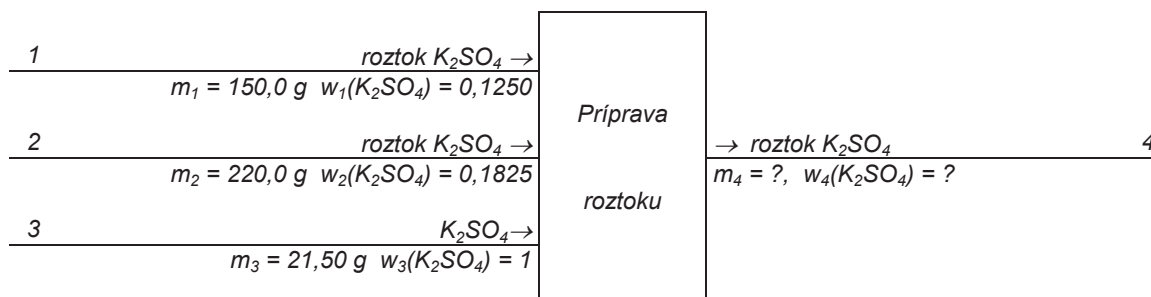 1 roztok K₂SO₄ →
m₁ = 150,0 g w₁(K₂SO₄) = 0,1250
2 roztok K₂SO₄ →
m₂ = 220,0 g w₂(K₂SO₄) = 0,1825
3 K₂SO₄→
m₃ = 21,50 g w₃(K₂SO₄) = 1
Príprava
roztoku
→ roztok K₂SO₄ 4
m₄ = ?, w₄(K₂SO₄) = ?